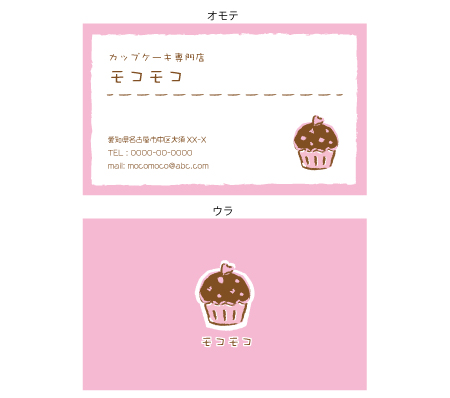 オモテ
カップケーキ専門店
モコモコ
愛知県名古屋市中区大須 XX-X
TEL : 0000-00-0000
mail: mocomoco@abc.com
ウラ
モコモコ